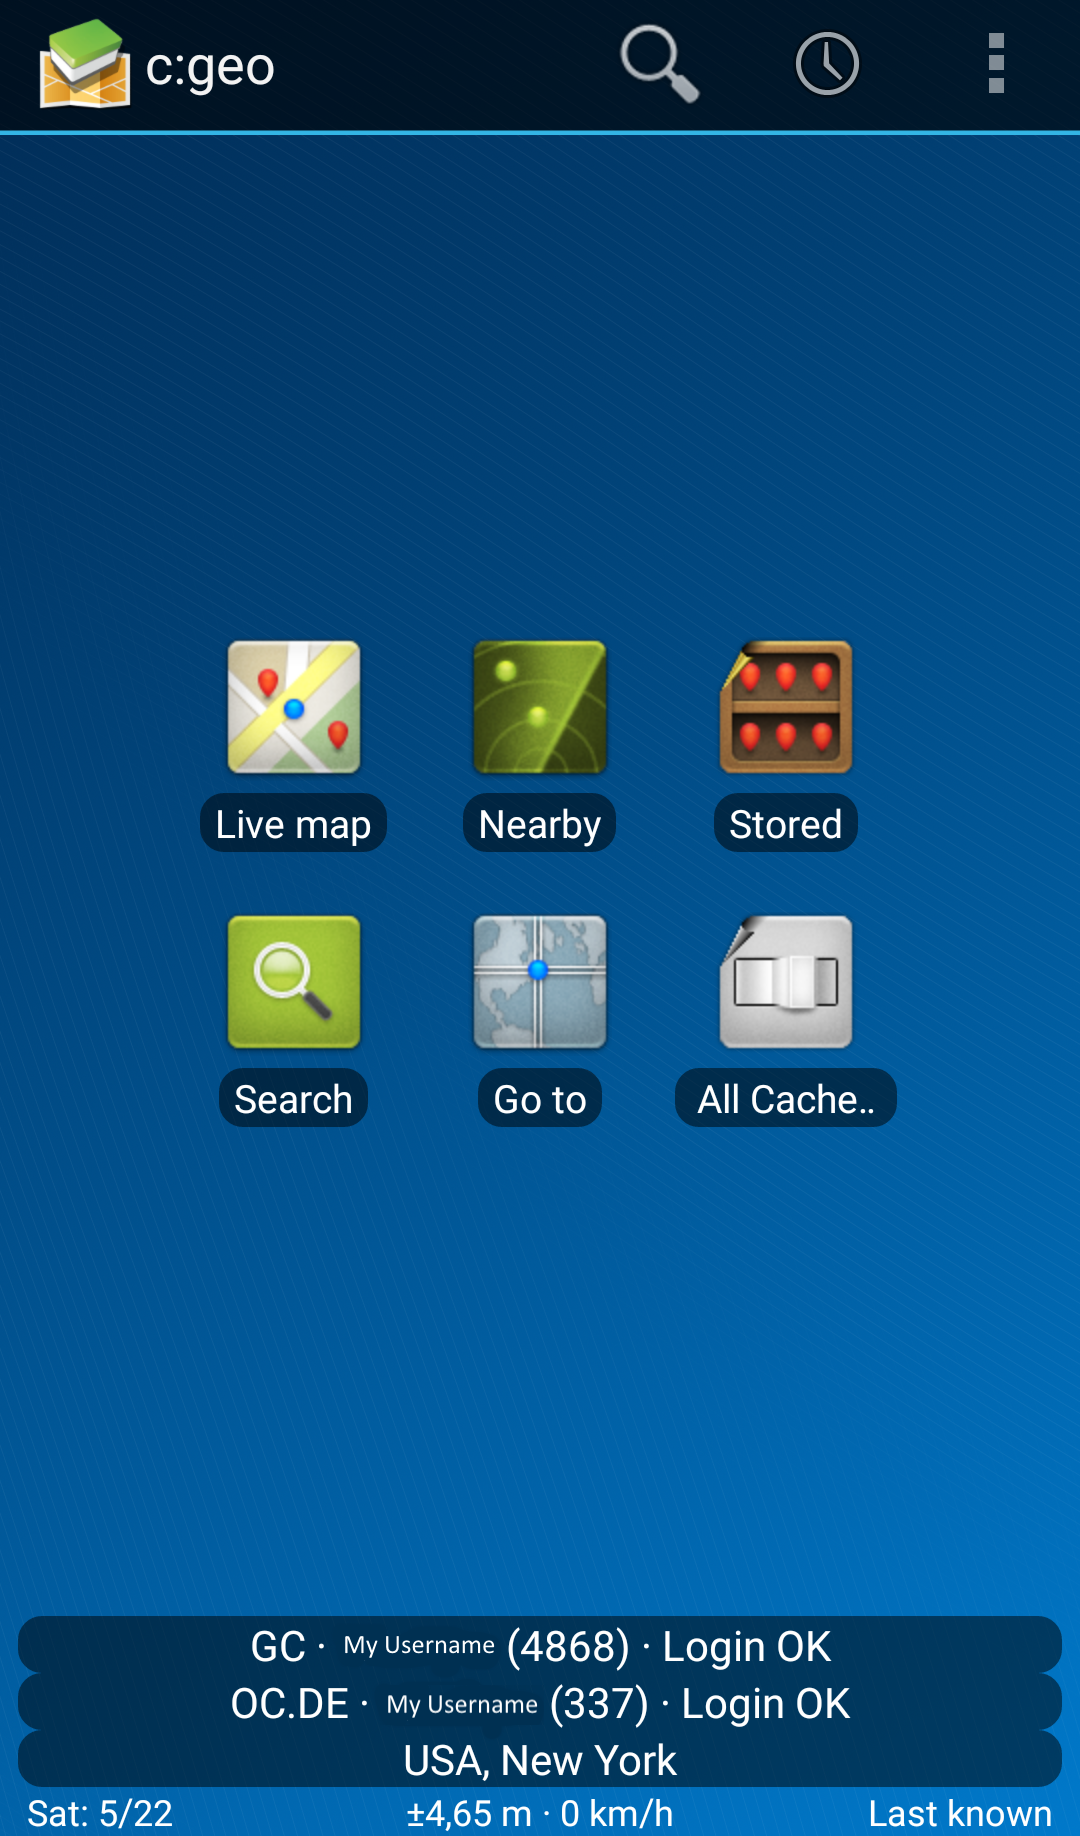 c:geo
Live map
Nearby
Stored
Search
Go to
All Cache..
GC · My Username (4868) · Login OK
OC.DE · My Username (337) · Login OK
USA, New York
Sat: 5/22
±4,65 m · 0 km/h
Last known